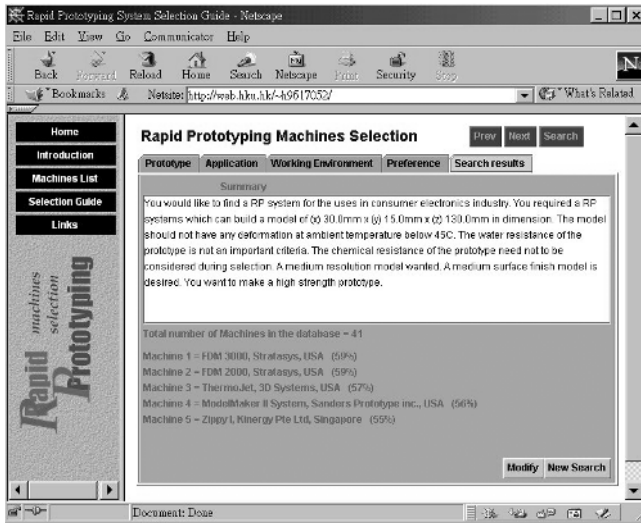 Rapid Prototyping System Selection Guide - Netscape
File Edit View Go Communicator Help
Back Forward Reload Home Search Netscape Print Security Stop
Bookmarks Netsite: http://web.hku.hk/~h9617052/ What's Related
Home
Introduction
Machines List
Selection Guide
Links
Rapid Prototyping machines selection
Rapid Prototyping Machines Selection
Prev Next Search
Prototype Application Working Environment Preference Search results
Summary
You would like to find a RP system for the uses in consumer electronics industry. You required a RP
systems which can build a model of (x) 30.0mm x (y) 15.0mm x (z) 130.0mm in dimension. The model
should not have any deformation at ambient temperature below 45C. The water resistance of the
prototype is not an important criteria. The chemical resistance of the prototype need not to be
considered during selection. A medium resolution model wanted. A medium surface finish model is
desired. You want to make a high strength prototype.
Total number of Machines in the database = 41
Machine 1 = FDM 3000, Stratasys, USA (59%)
Machine 2 = FDM 2000, Stratasys, USA (59%)
Machine 3 = ThermoJet, 3D Systems, USA (57%)
Machine 4 = ModelMaker II System, Sanders Prototype inc., USA (56%)
Machine 5 = Zippy I, Kinergy Pte Ltd, Singapore (55%)
Modify New Search
Document: Done